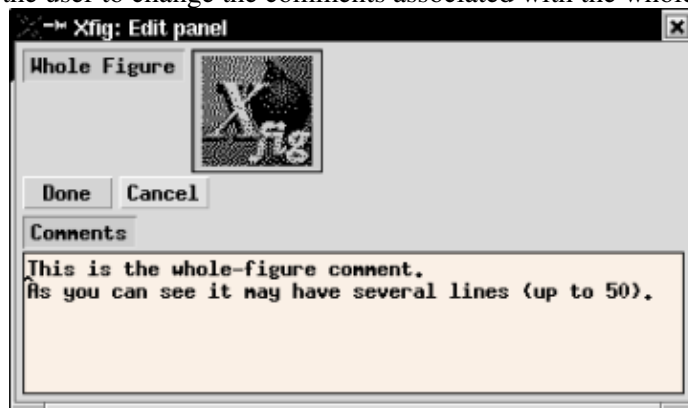 the user to change the comments associated with the whole
Xfig: Edit panel
Whole Figure
Xfig
Done Cancel
Comments
This is the whole-figure comment.
As you can see it may have several lines (up to 50).